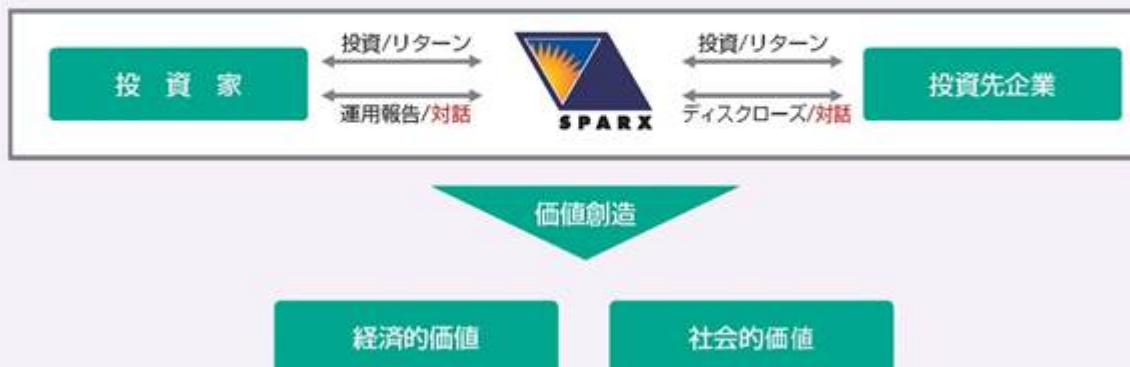 投資家
投資/リターン
運用報告/対話
SPARX
投資/リターン
ディスクローズ/対話
投資先企業
価値創造
経済的価値
社会的価値